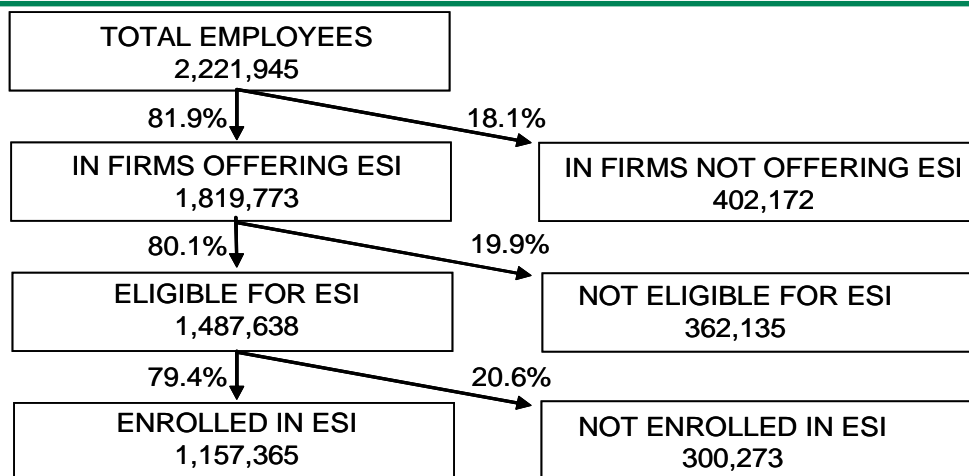 TOTAL EMPLOYEES
2,221,945
81.9%
18.1%
IN FIRMS OFFERING ESI
1,819,773
IN FIRMS NOT OFFERING ESI
402,172
80.1%
19.9%
ELIGIBLE FOR ESI
1,487,638
NOT ELIGIBLE FOR ESI
362,135
79.4%
20.6%
ENROLLED IN ESI
1,157,365
NOT ENROLLED IN ESI
300,273